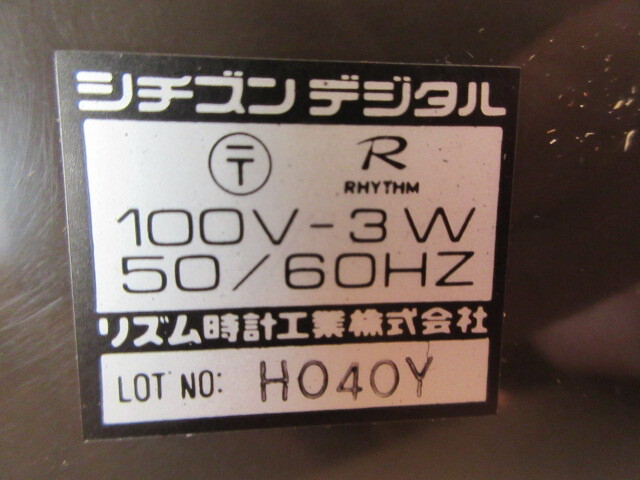 シチズン デジタル
〒 R
RHYTHM
100V-3W
50/60HZ
リズム時計工業株式会社
LOT NO: H040Y